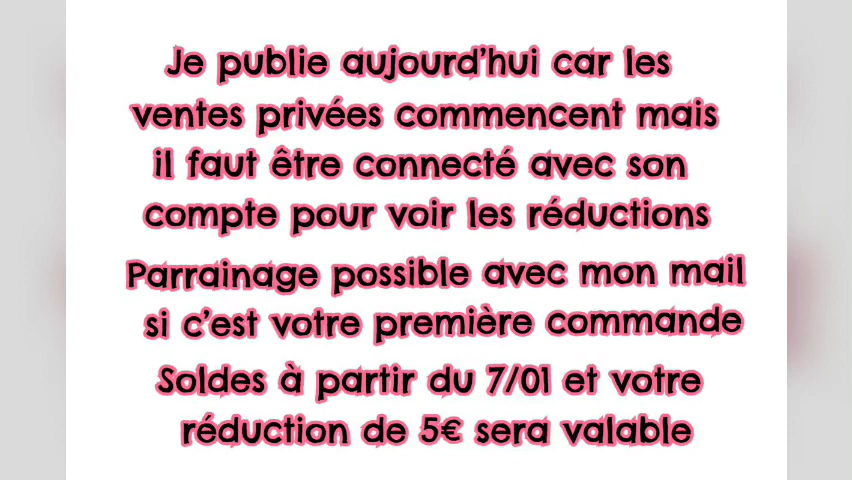 Je publie aujourd'hui car les
ventes privées commencent mais
il faut être connecté avec son
compte pour voir les réductions
Parrainage possible avec mon mail
si c'est votre première commande
Soldes à partir du 7/01 et votre
réduction de 5€ sera valable